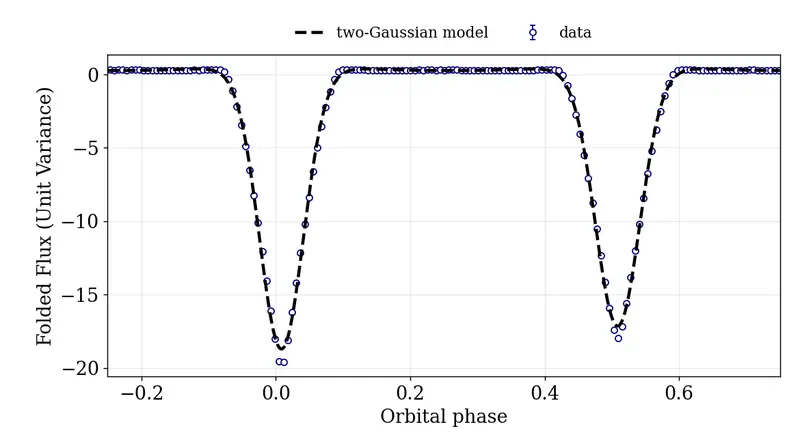 two-Gaussian model data
0
−5
−10
−15
−20
Folded Flux (Unit Variance)
−0.2 0.0 0.2 0.4 0.6
Orbital phase